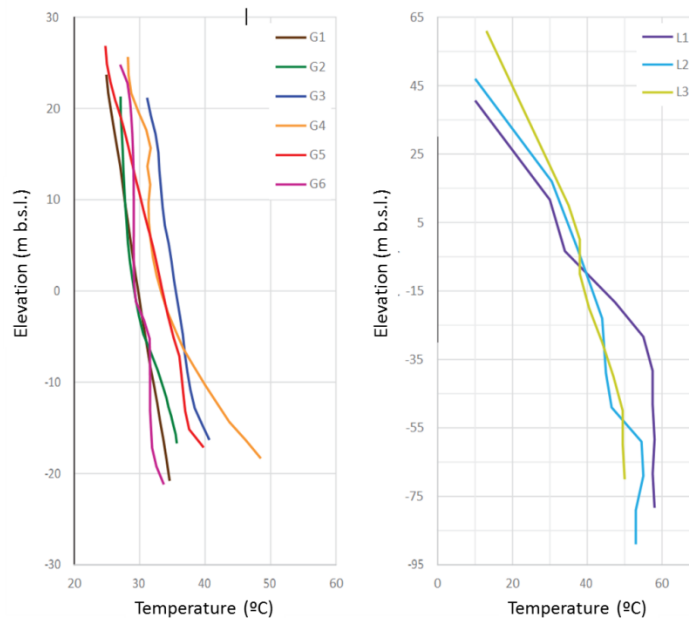 30
20
10
0
-10
-20
-30
20
30
40
50
60
Elevation (m b.s.l.)
Temperature (ºC)
G1
G2
G3
G4
G5
G6
65
45
25
5
-15
-35
-55
-75
-95
0
20
40
60
Elevation (m b.s.l.)
Temperature (ºC)
L1
L2
L3